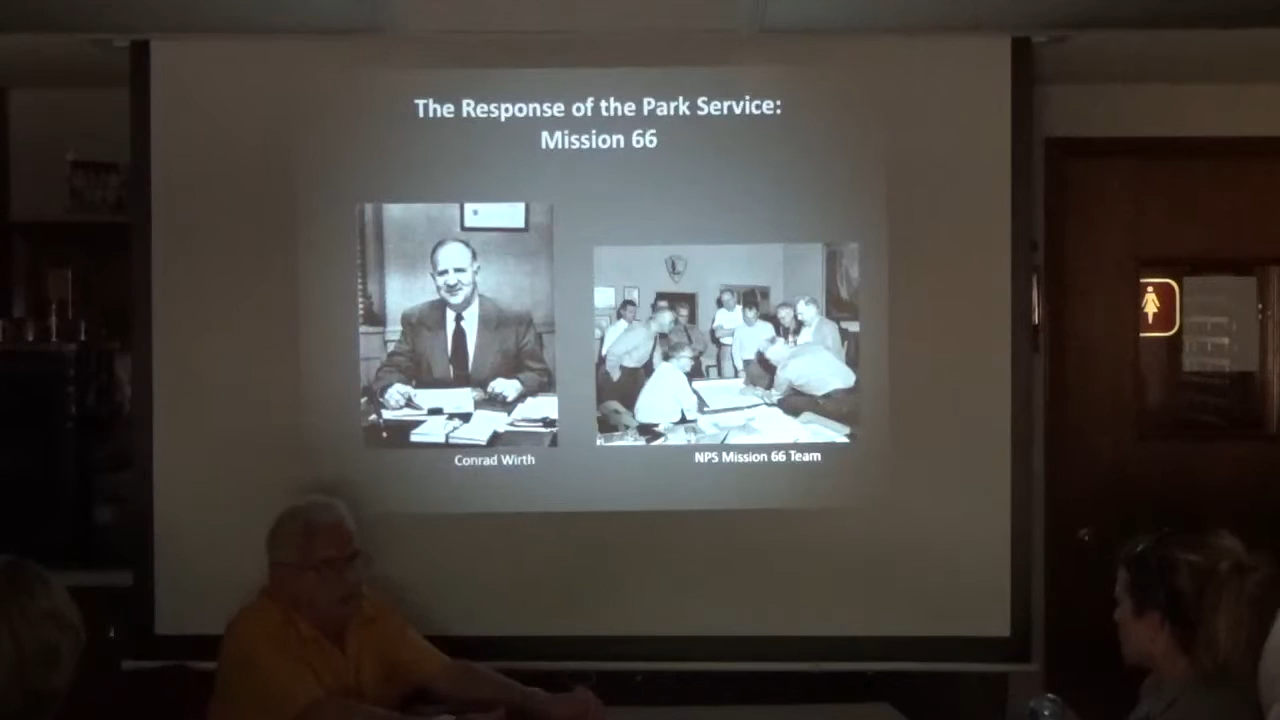 The Response of the Park Service:
Mission 66
Conrad Wirth
NPS Mission 66 Team